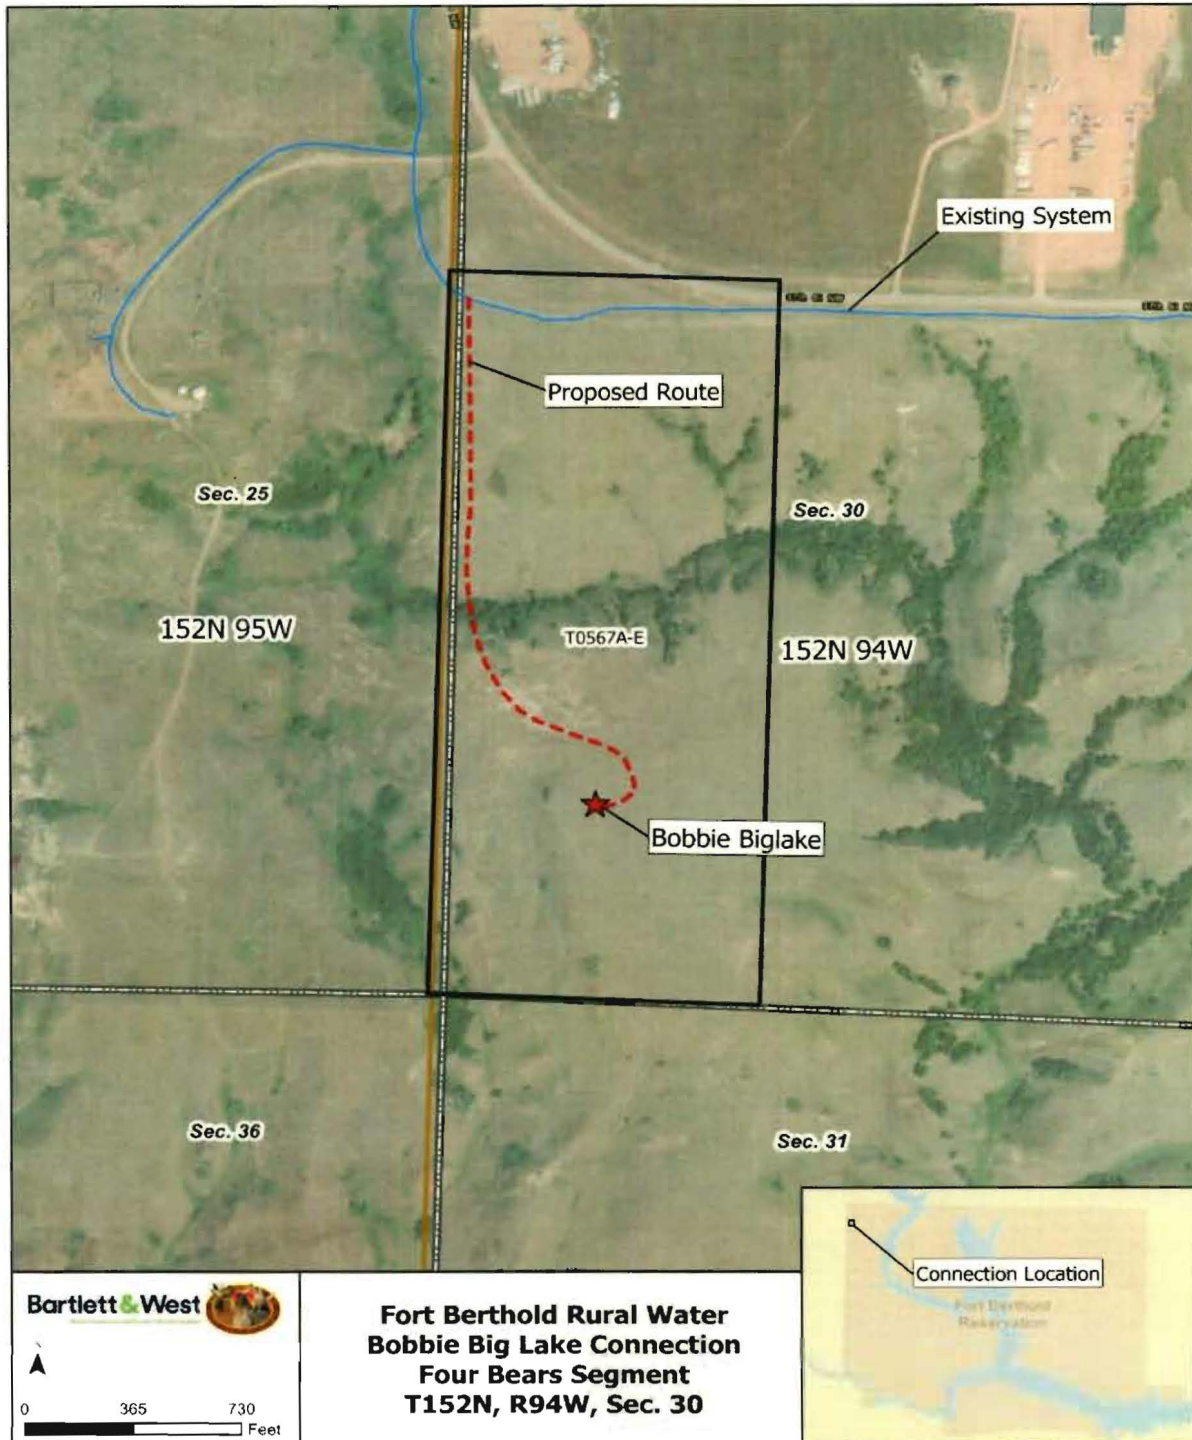 Existing System
Proposed Route
Sec. 25
Sec. 30
152N 95W
T0567A-E
152N 94W
Bobbie Biglake
Sec. 36
Sec. 31
Connection Location
Fort Berthold
Reservation
Bartlett&West
0 365 730
Feet
Fort Berthold Rural Water
Bobbie Big Lake Connection
Four Bears Segment
T152N, R94W, Sec. 30